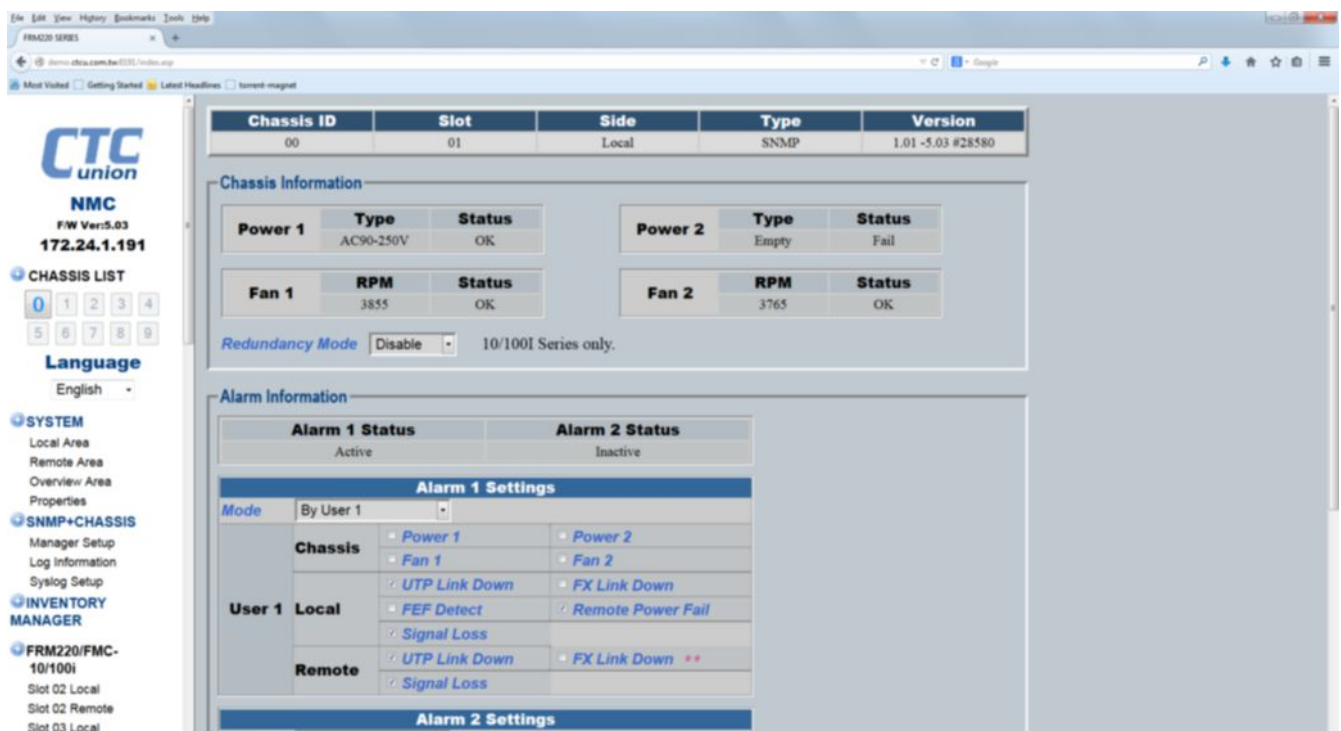 File Edit View History Bookmarks Tools Help
FRM220 SERIES
demo.ctcu.com.tw:8191/index.asp
Google
Most Visited Getting Started Latest Headlines torrent-magnet
CTC union
NMC
F/W Ver:5.03
172.24.1.191
CHASSIS LIST
0 1 2 3 4
5 6 7 8 9
Language
English
SYSTEM
Local Area
Remote Area
Overview Area
Properties
SNMP+CHASSIS
Manager Setup
Log Information
Syslog Setup
INVENTORY
MANAGER
FRM220/FMC-
10/100i
Slot 02 Local
Slot 02 Remote
Slot 03 Local
Chassis ID Slot Side Type Version
00 01 Local SNMP 1.01 -5.03 #28580
Chassis Information
Power 1 Type Status
AC90-250V OK
Power 2 Type Status
Empty Fail
Fan 1 RPM Status
3855 OK
Fan 2 RPM Status
3765 OK
Redundancy Mode Disable 10/100I Series only.
Alarm Information
Alarm 1 Status Alarm 2 Status
Active Inactive
Alarm 1 Settings
Mode By User 1
User 1
Chassis
Power 1 Power 2
Fan 1 Fan 2
Local
UTP Link Down FX Link Down
FEF Detect Remote Power Fail
Signal Loss
Remote
UTP Link Down FX Link Down **
Signal Loss
Alarm 2 Settings